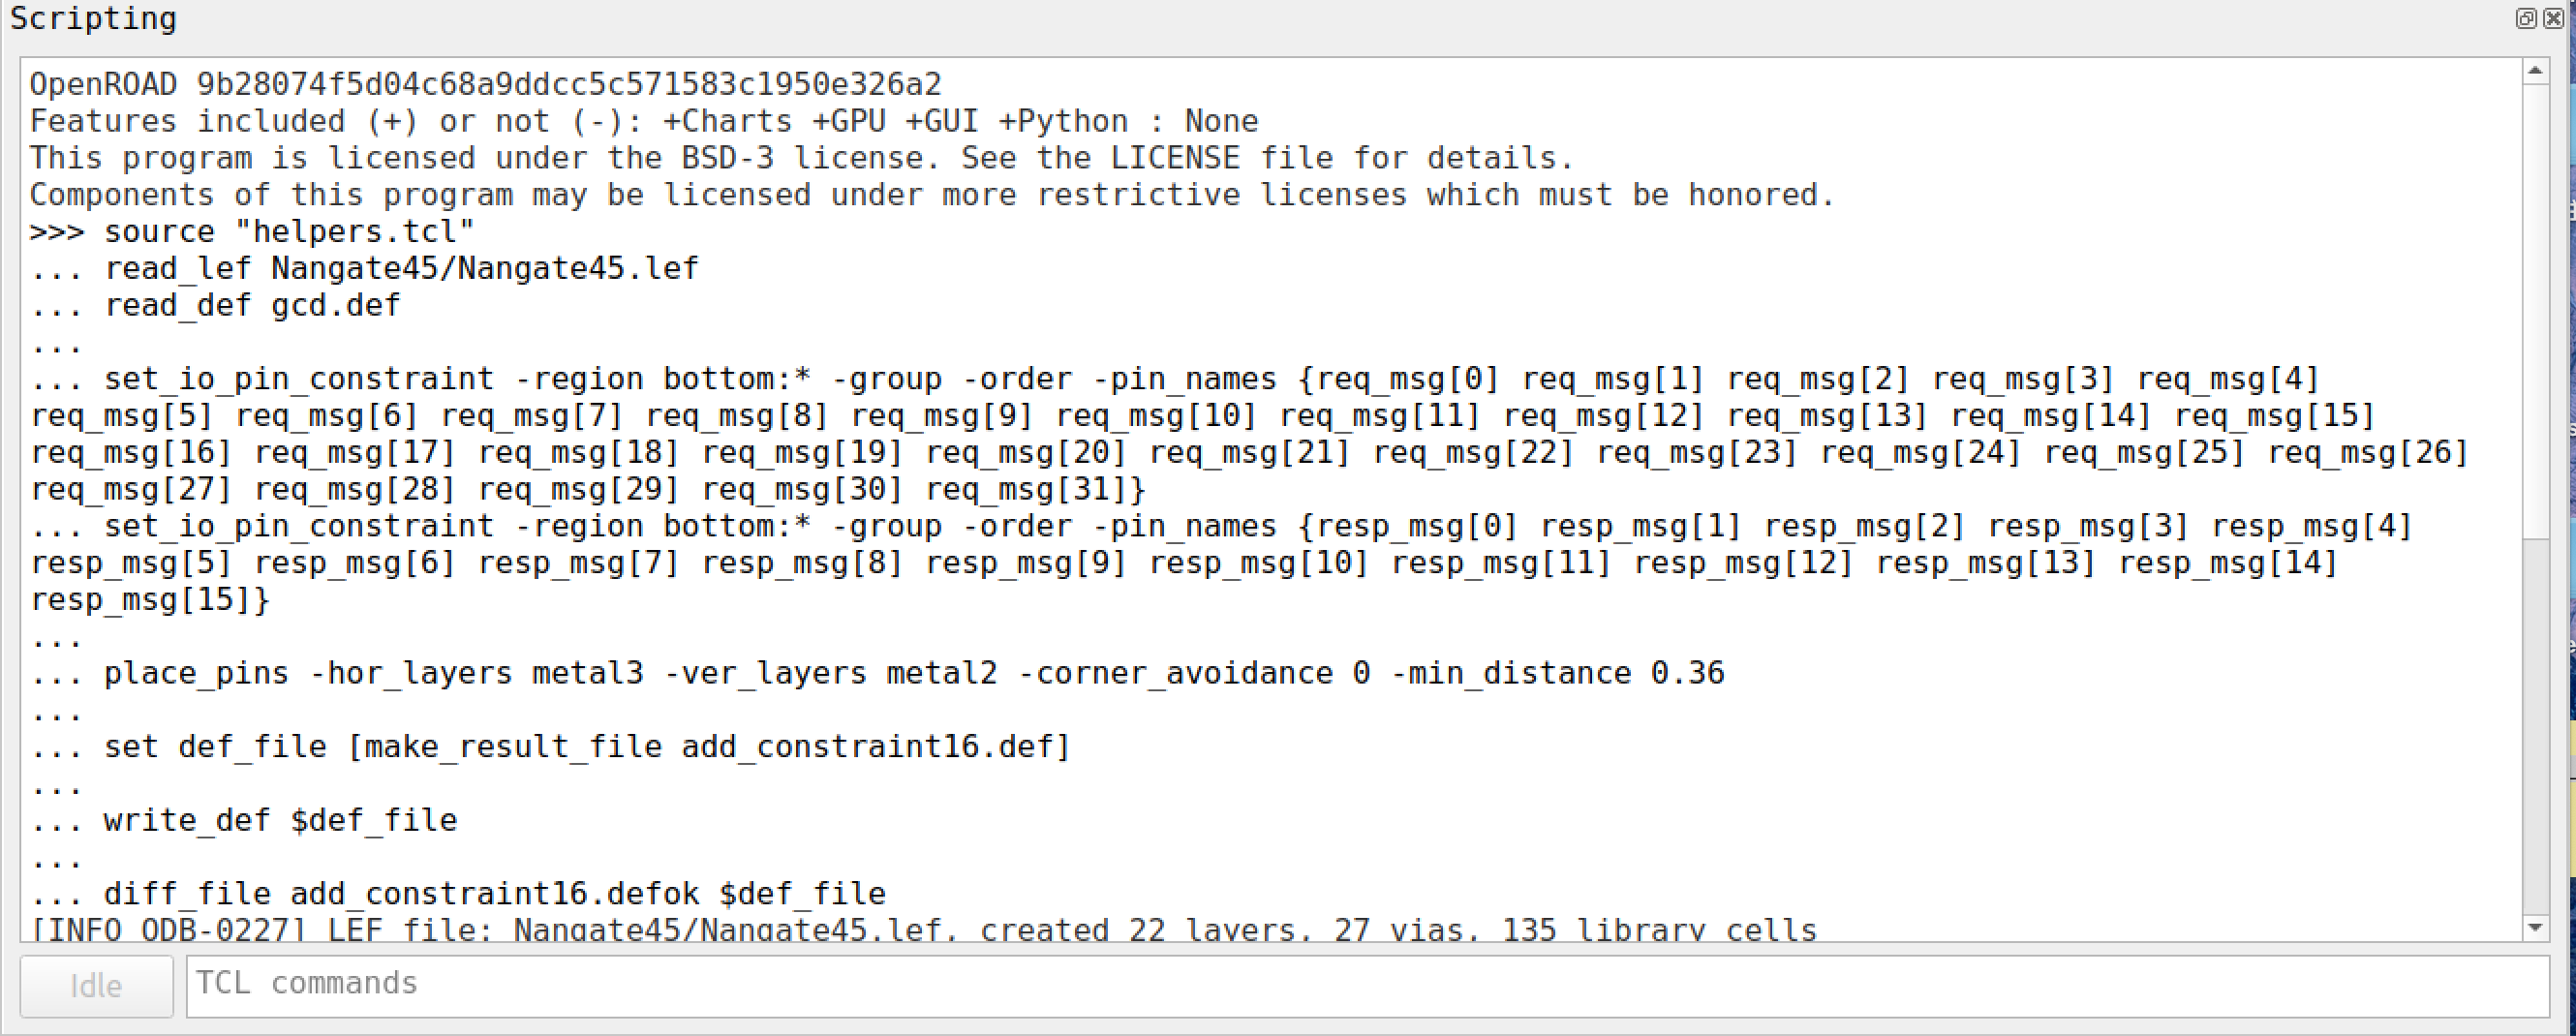 Scripting
OpenROAD 9b28074f5d04c68a9ddcc5c571583c1950e326a2
Features included (+) or not (-): +Charts +GPU +GUI +Python : None
This program is licensed under the BSD-3 license. See the LICENSE file for details.
Components of this program may be licensed under more restrictive licenses which must be honored.
>>> source "helpers.tcl"
... read_lef Nangate45/Nangate45.lef
... read_def gcd.def
...
... set_io_pin_constraint -region bottom:* -group -order -pin_names {req_msg[0] req_msg[1] req_msg[2] req_msg[3] req_msg[4]
req_msg[5] req_msg[6] req_msg[7] req_msg[8] req_msg[9] req_msg[10] req_msg[11] req_msg[12] req_msg[13] req_msg[14] req_msg[15]
req_msg[16] req_msg[17] req_msg[18] req_msg[19] req_msg[20] req_msg[21] req_msg[22] req_msg[23] req_msg[24] req_msg[25] req_msg[26]
req_msg[27] req_msg[28] req_msg[29] req_msg[30] req_msg[31]}
... set_io_pin_constraint -region bottom:* -group -order -pin_names {resp_msg[0] resp_msg[1] resp_msg[2] resp_msg[3] resp_msg[4]
resp_msg[5] resp_msg[6] resp_msg[7] resp_msg[8] resp_msg[9] resp_msg[10] resp_msg[11] resp_msg[12] resp_msg[13] resp_msg[14]
resp_msg[15]}
...
... place_pins -hor_layers metal3 -ver_layers metal2 -corner_avoidance 0 -min_distance 0.36
...
... set def_file [make_result_file add_constraint16.def]
...
... write_def $def_file
...
... diff_file add_constraint16.defok $def_file
[INFO ODB-0227] LEF file: Nangate45/Nangate45.lef, created 22 layers, 27 vias, 135 library cells
Idle
TCL commands